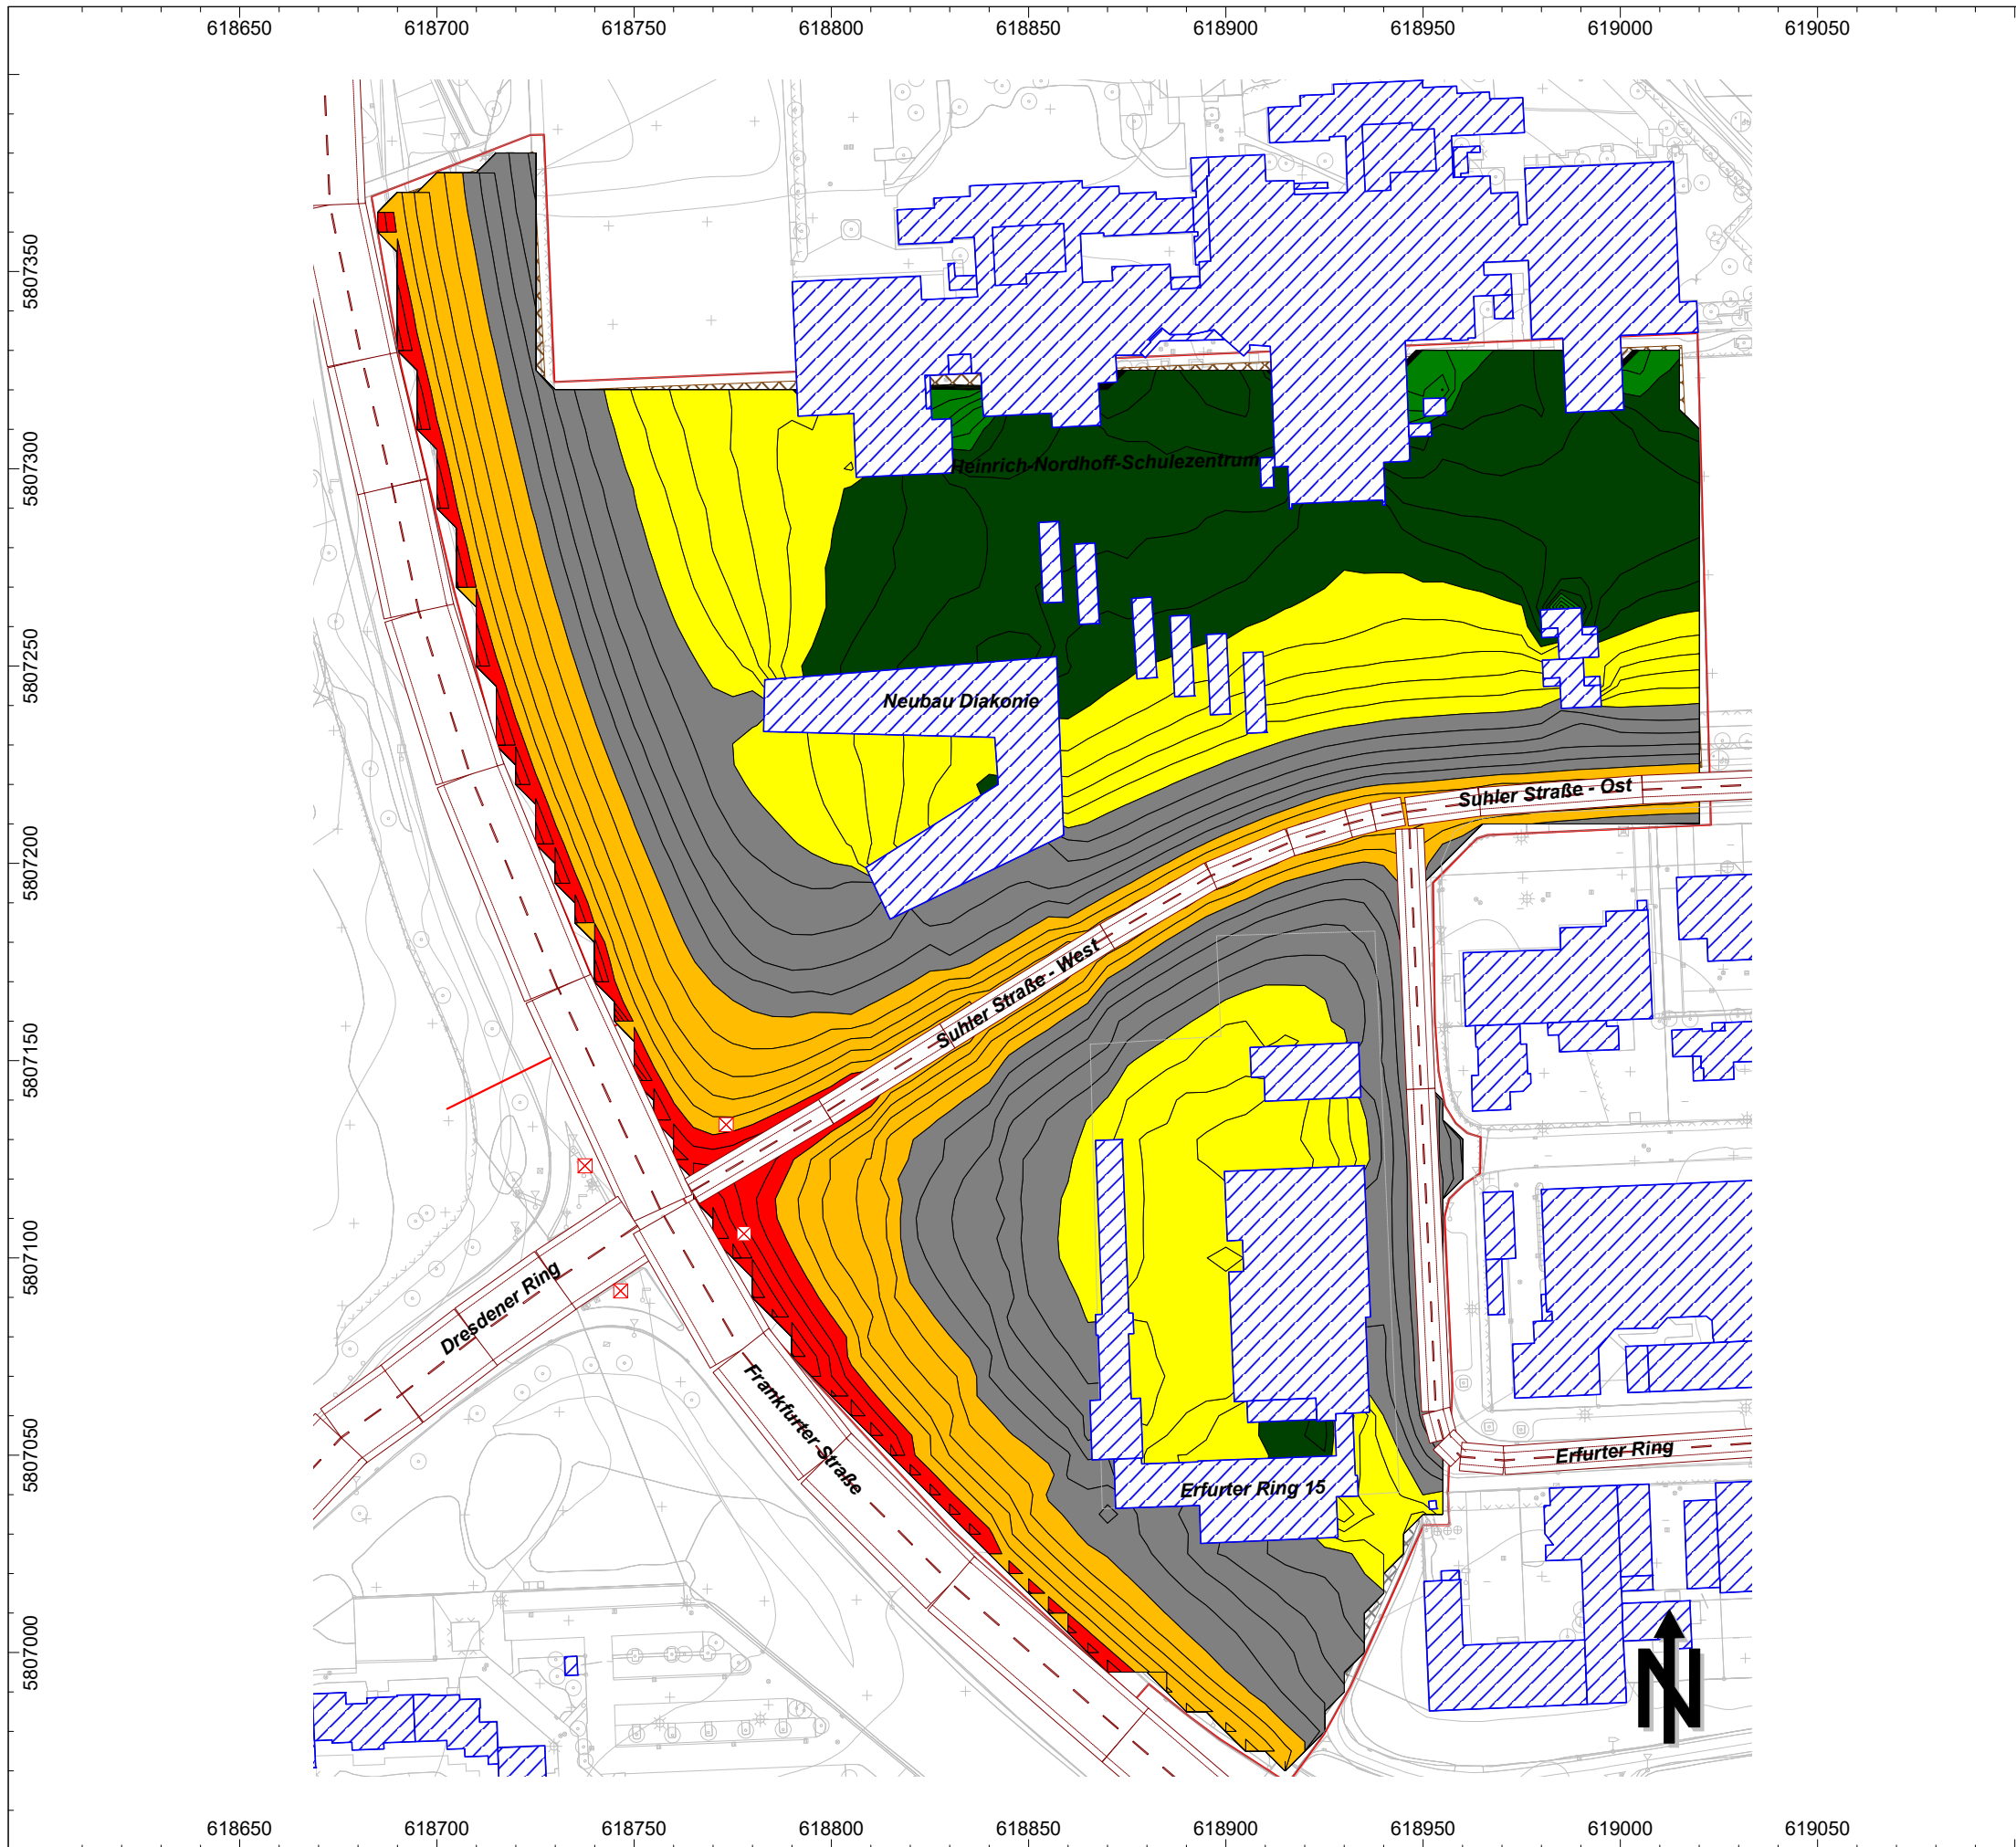 618650 618700 618750 618800 618850 618900 618950 619000 619050
5807350
5807300
5807250
5807200
5807150
5807100
5807050
5807000
Heinrich-Nordhoff-Schulezentrum
Neubau Diakonie
Suhler Straße - Ost
Suhler Straße - West
Dresdener Ring
Frankfurter Straße
Erfurter Ring
Erfurter Ring 15
N
618650 618700 618750 618800 618850 618900 618950 619000 619050